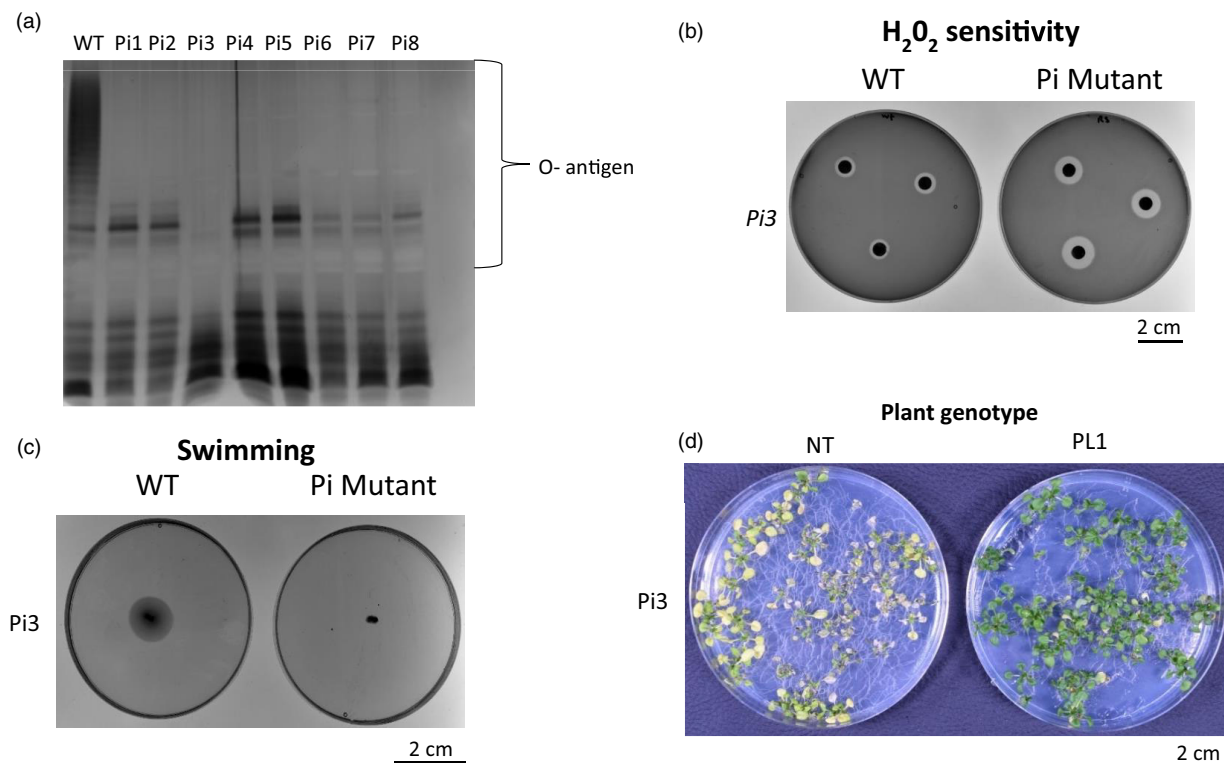 (a)
WT Pi1 Pi2 Pi3 Pi4 Pi5 Pi6 Pi7 Pi8
O- antigen
(b)
H₂0₂ sensitivity
WT Pi Mutant
Pi3
2 cm
(c)
Swimming
WT Pi Mutant
Pi3
2 cm
(d)
Plant genotype
NT PL1
Pi3
2 cm